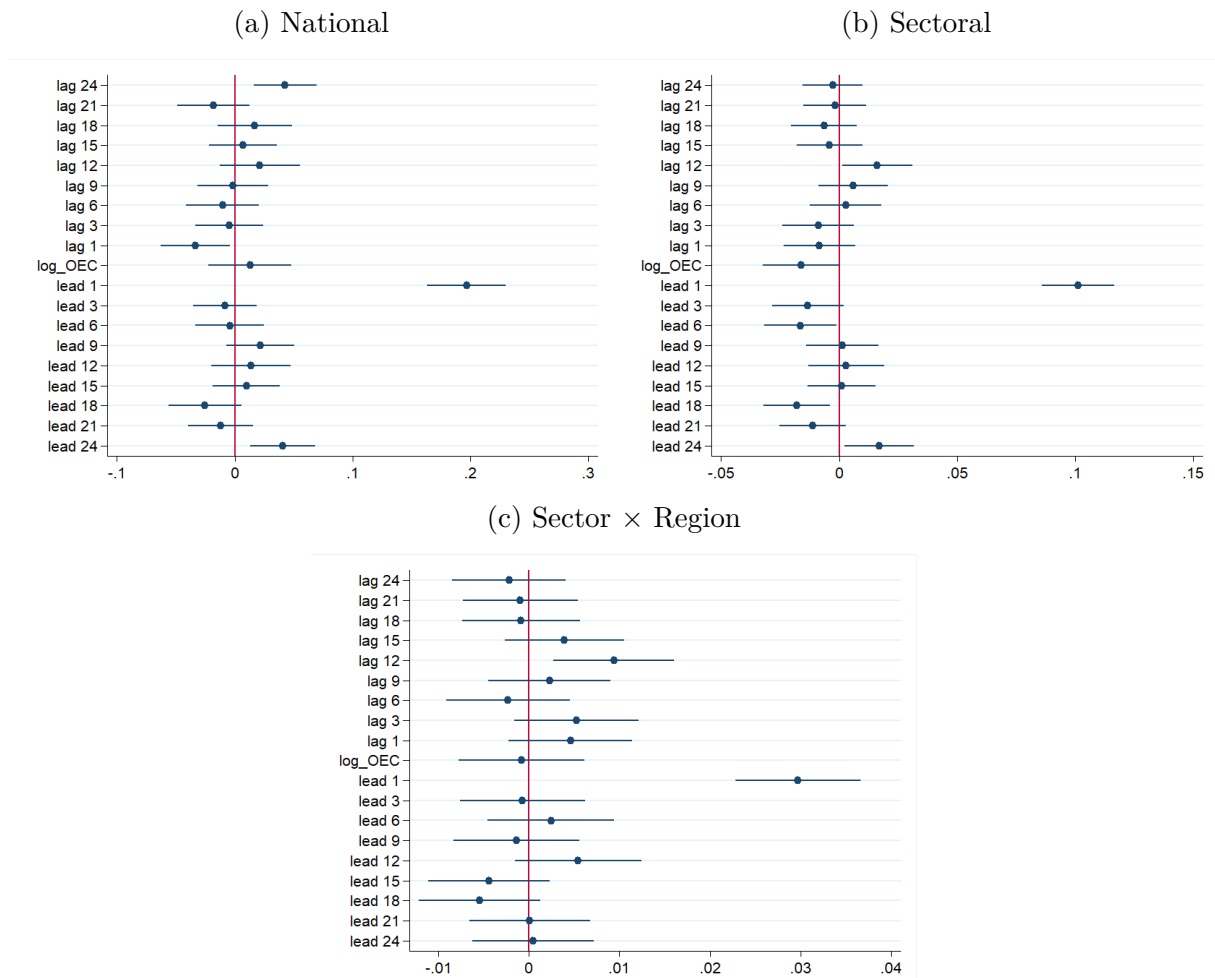 (a) National
lag 24
lag 21
lag 18
lag 15
lag 12
lag 9
lag 6
lag 3
lag 1
log_OEC
lead 1
lead 3
lead 6
lead 9
lead 12
lead 15
lead 18
lead 21
lead 24
-.1 0 .1 .2 .3
(b) Sectoral
lag 24
lag 21
lag 18
lag 15
lag 12
lag 9
lag 6
lag 3
lag 1
log_OEC
lead 1
lead 3
lead 6
lead 9
lead 12
lead 15
lead 18
lead 21
lead 24
-.05 0 .05 .1 .15
(c) Sector × Region
lag 24
lag 21
lag 18
lag 15
lag 12
lag 9
lag 6
lag 3
lag 1
log_OEC
lead 1
lead 3
lead 6
lead 9
lead 12
lead 15
lead 18
lead 21
lead 24
-.01 0 .01 .02 .03 .04